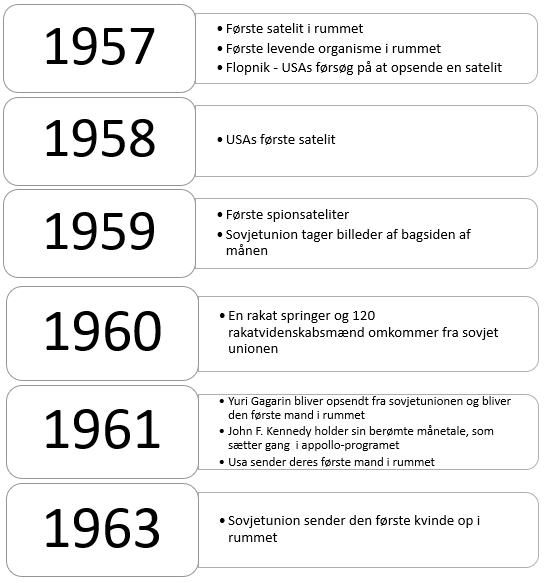 1957
• Første satelit i rummet
• Første levende organisme i rummet
• Flopnik - USAs førsøg på at opsende en satelit
1958
• USAs første satelit
1959
• Første spionsateliter
• Sovjetunion tager billeder af bagsiden af
månen
1960
• En rakat springer og 120
rakatvidenskabsmænd omkommer fra sovjet
unionen
1961
• Yuri Gagarin bliver opsendt fra sovjetunionen og bliver
den første mand i rummet
• John F. Kennedy holder sin berømte månetale, som
sætter gang i appollo-programet
• Usa sender deres første mand i rummet
1963
• Sovjetunion sender den første kvinde op i
rummet